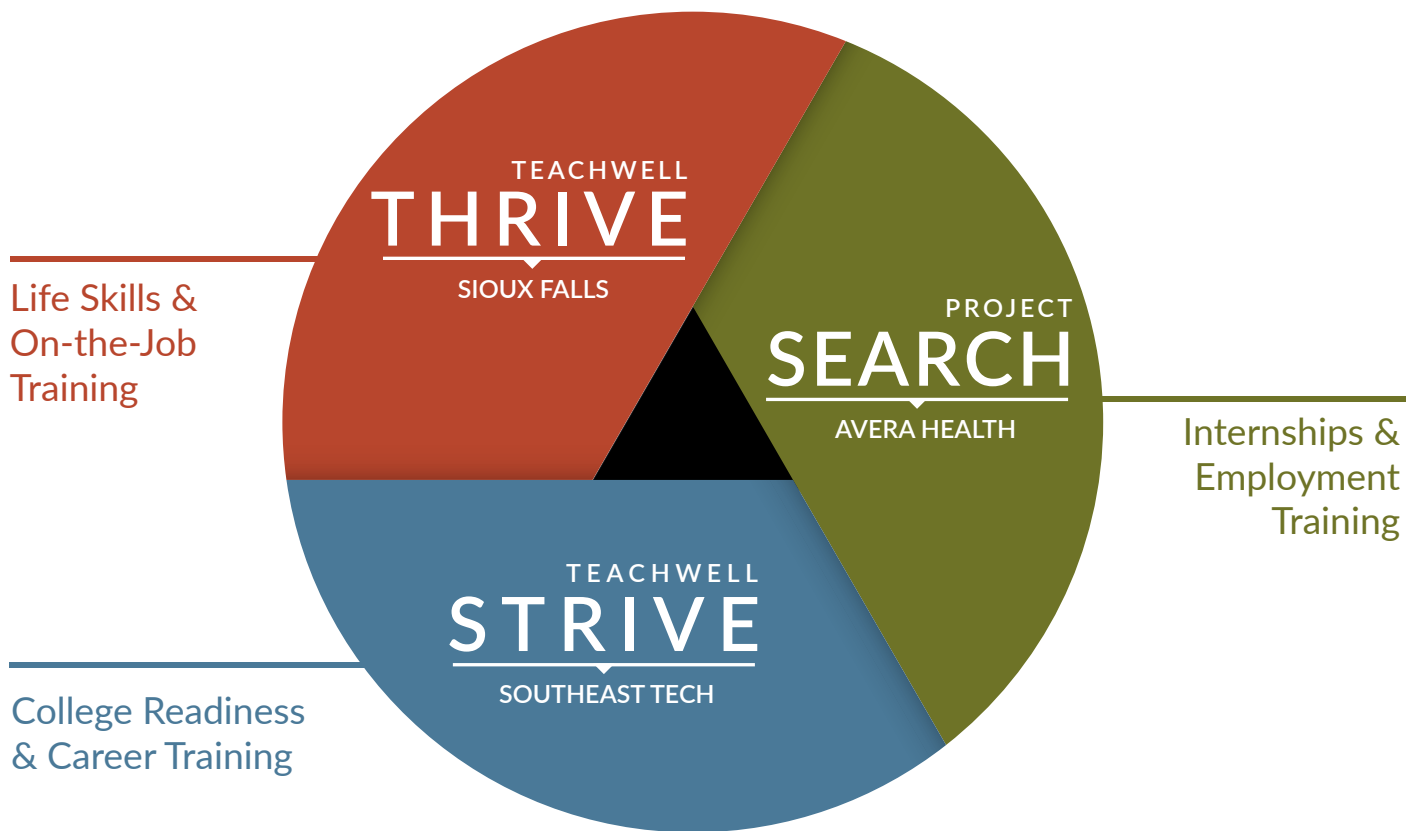 TEACHWELL
THRIVE
SIOUX FALLS
Life Skills &
On-the-Job
Training
PROJECT
SEARCH
AVERA HEALTH
Internships &
Employment
Training
TEACHWELL
STRIVE
SOUTHEAST TECH
College Readiness
& Career Training